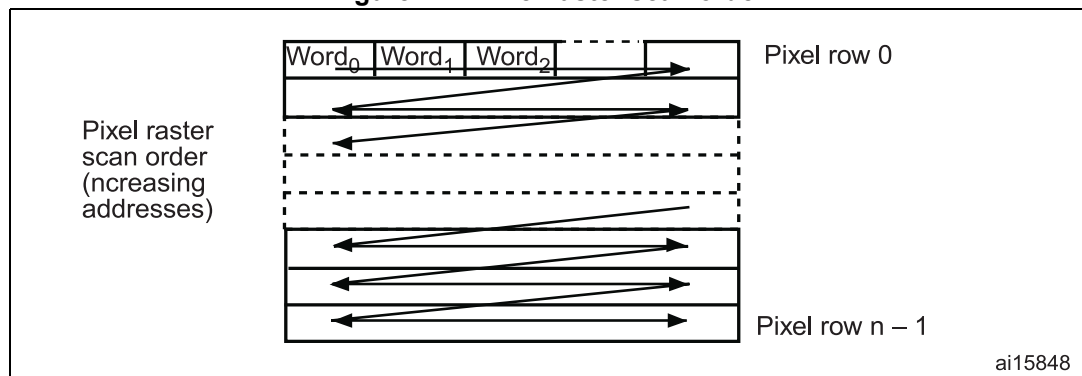 Word0 Word1 Word2
Pixel row 0
Pixel raster
scan order
(ncreasing
addresses)
Pixel row n – 1
ai15848